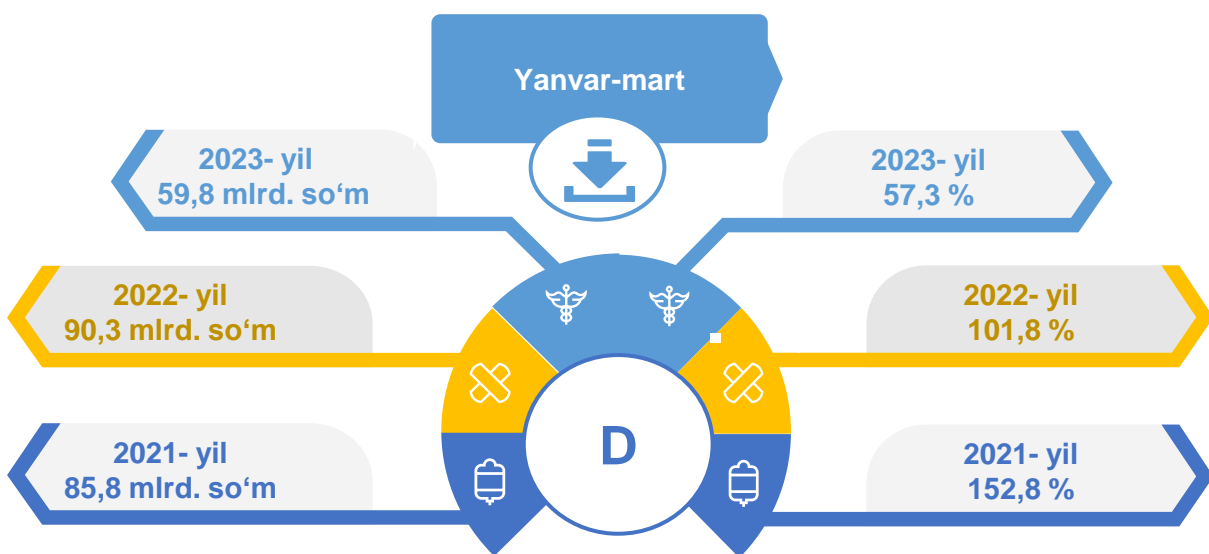 Yanvar-mart
2023- yil
59,8 mlrd. so‘m
2023- yil
57,3 %
2022- yil
90,3 mlrd. so‘m
2022- yil
101,8 %
2021- yil
85,8 mlrd. so‘m
2021- yil
152,8 %
D